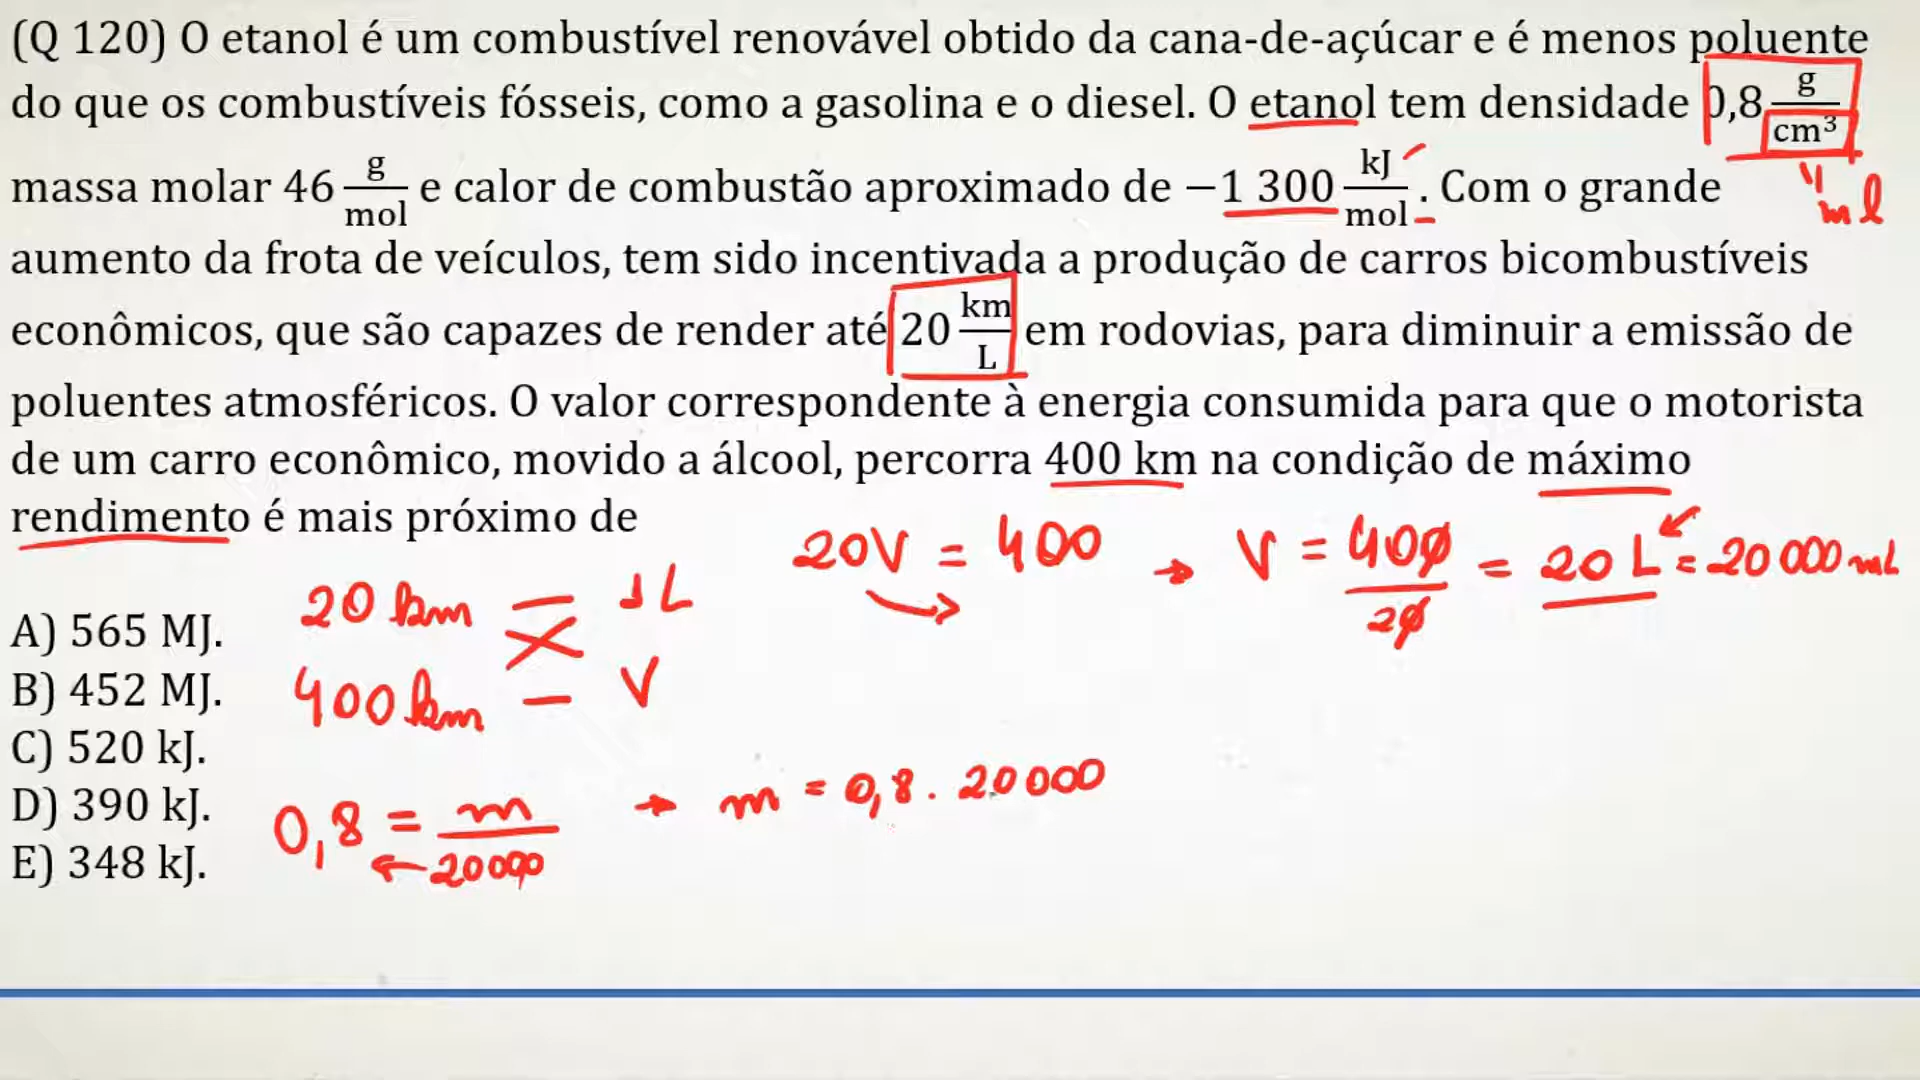 (Q 120) O etanol é um combustível renovável obtido da cana-de-açúcar e é menos poluente
do que os combustíveis fósseis, como a gasolina e o diesel. O etanol tem densidade 0,8 g/cm³
massa molar 46 g/mol e calor de combustão aproximado de −1 300 kJ/mol. Com o grande
ml
aumento da frota de veículos, tem sido incentivada a produção de carros bicombustíveis
econômicos, que são capazes de render até 20 km/L em rodovias, para diminuir a emissão de
poluentes atmosféricos. O valor correspondente à energia consumida para que o motorista
de um carro econômico, movido a álcool, percorra 400 km na condição de máximo
rendimento é mais próximo de
20V = 400 → V = 400/20 = 20 L = 20 000 mL
20 km — 1L
400 km — V
A) 565 MJ.
B) 452 MJ.
C) 520 kJ.
D) 390 kJ.
E) 348 kJ.
0,8 = m/20000 → m = 0,8 . 20000